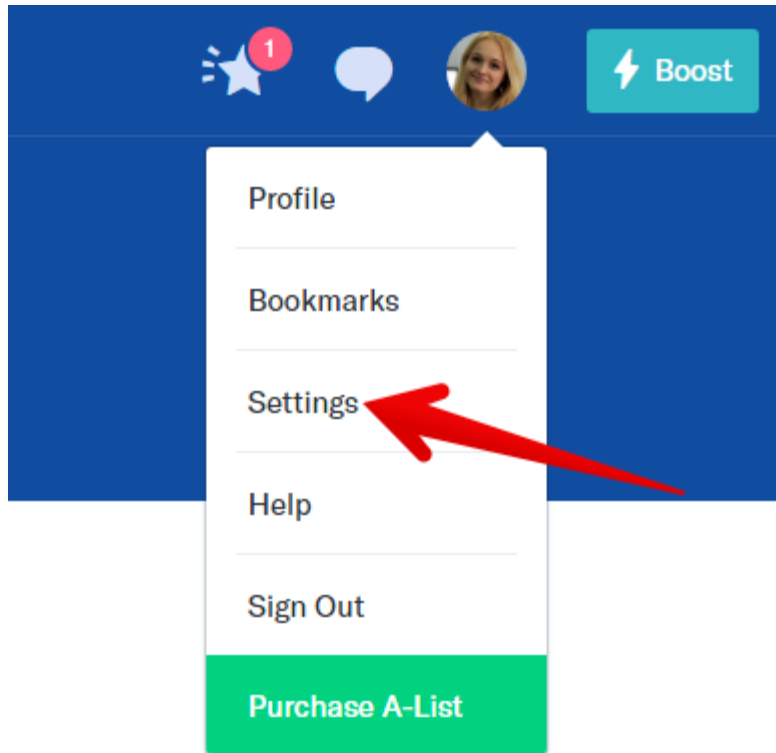 1
Boost
Profile
Bookmarks
Settings
Help
Sign Out
Purchase A-List